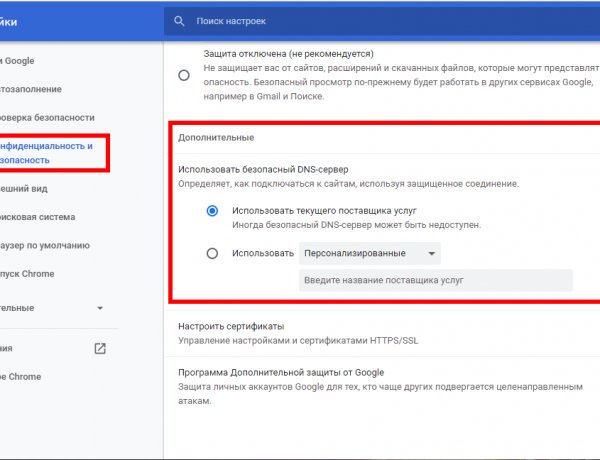 йки
Поиск настроек
и Google
втозаполнение
роверка безопасности
онфиденциальность и
езопасность
нешний вид
оисковая система
раузер по умолчанию
пуск Chrome
ительные
ния
ре Chrome
Защита отключена (не рекомендуется)
Не защищает вас от сайтов, расширений и скачанных файлов, которые могут представлят
опасность. Безопасный просмотр по-прежнему будет работать в других сервисах Google,
например в Gmail и Поиске.
Дополнительные
Использовать безопасный DNS-сервер
Определяет, как подключаться к сайтам, используя защищенное соединение.
Использовать текущего поставщика услуг
Иногда безопасный DNS-сервер может быть недоступен.
Использовать Персонализированные
Введите название поставщика услуг
Настроить сертификаты
Управление настройками и сертификатами HTTPS/SSL
Программа Дополнительной защиты от Google
Защита личных аккаунтов Google для тех, кто чаще других подвергается целенаправленным
атакам.